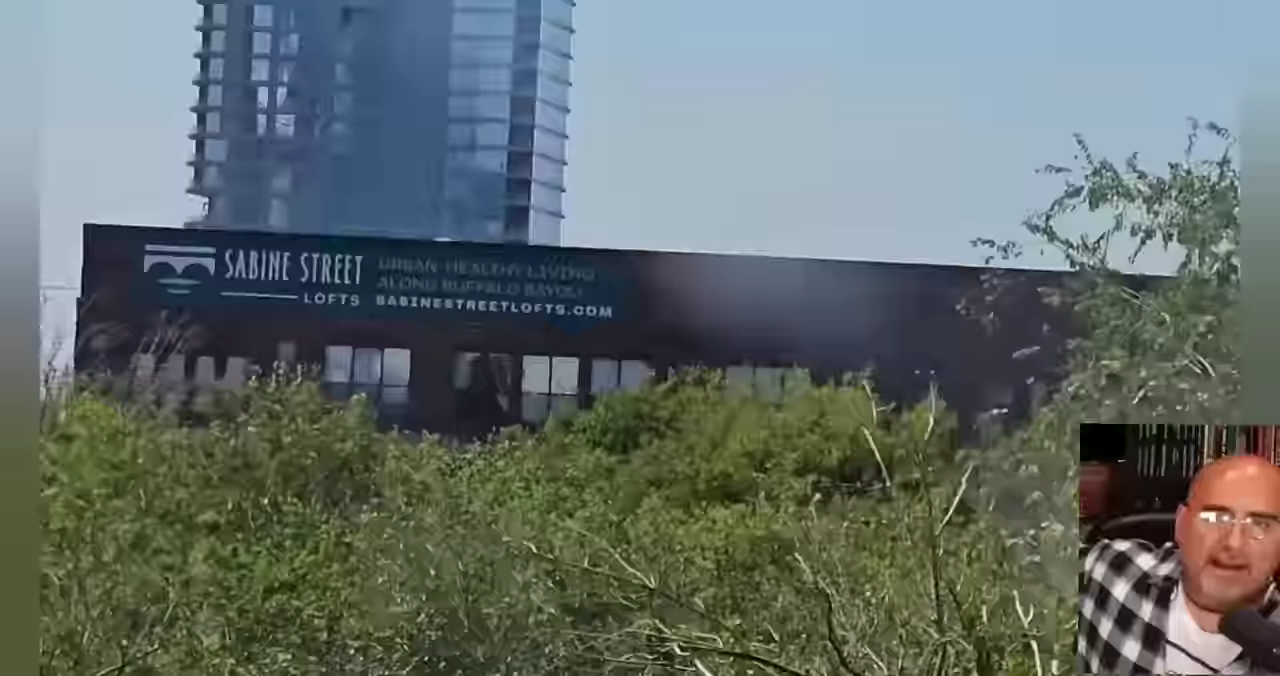 SABINE STREET
LOFTS
URBAN HEALTHY LIVING
ALONG BUFFALO BAYOU
SABINESTREETLOFTS.COM